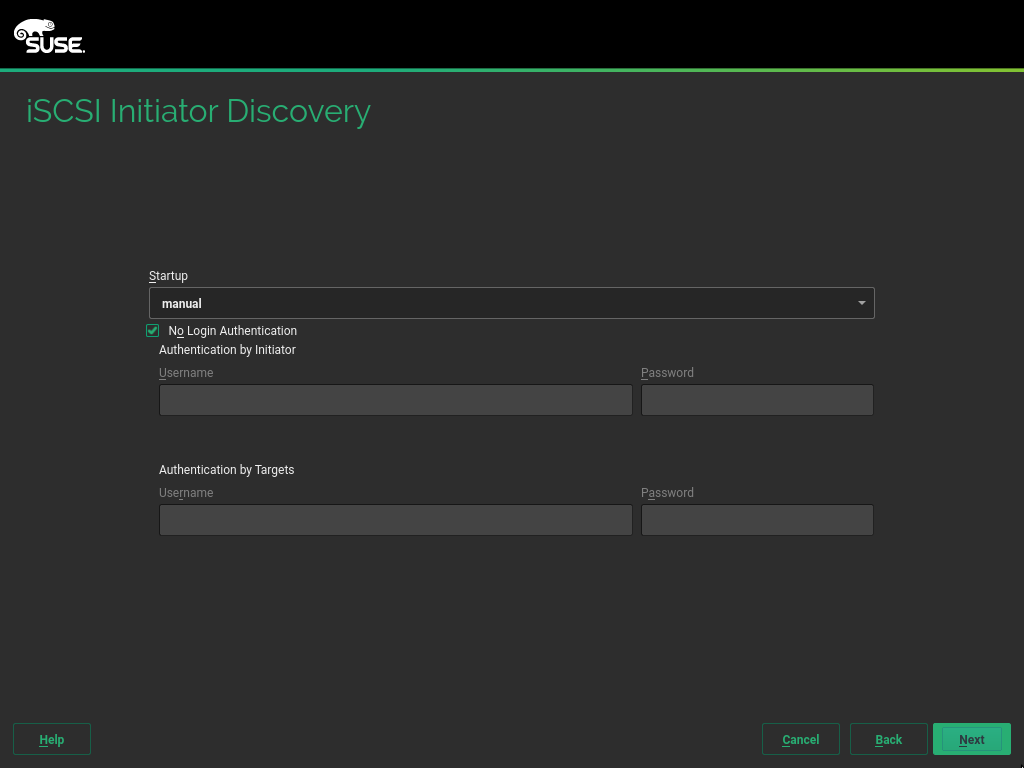 SUSE.
iSCSI Initiator Discovery
Startup
manual
No Login Authentication
Authentication by Initiator
Username Password
Authentication by Targets
Username Password
Help Cancel Back Next